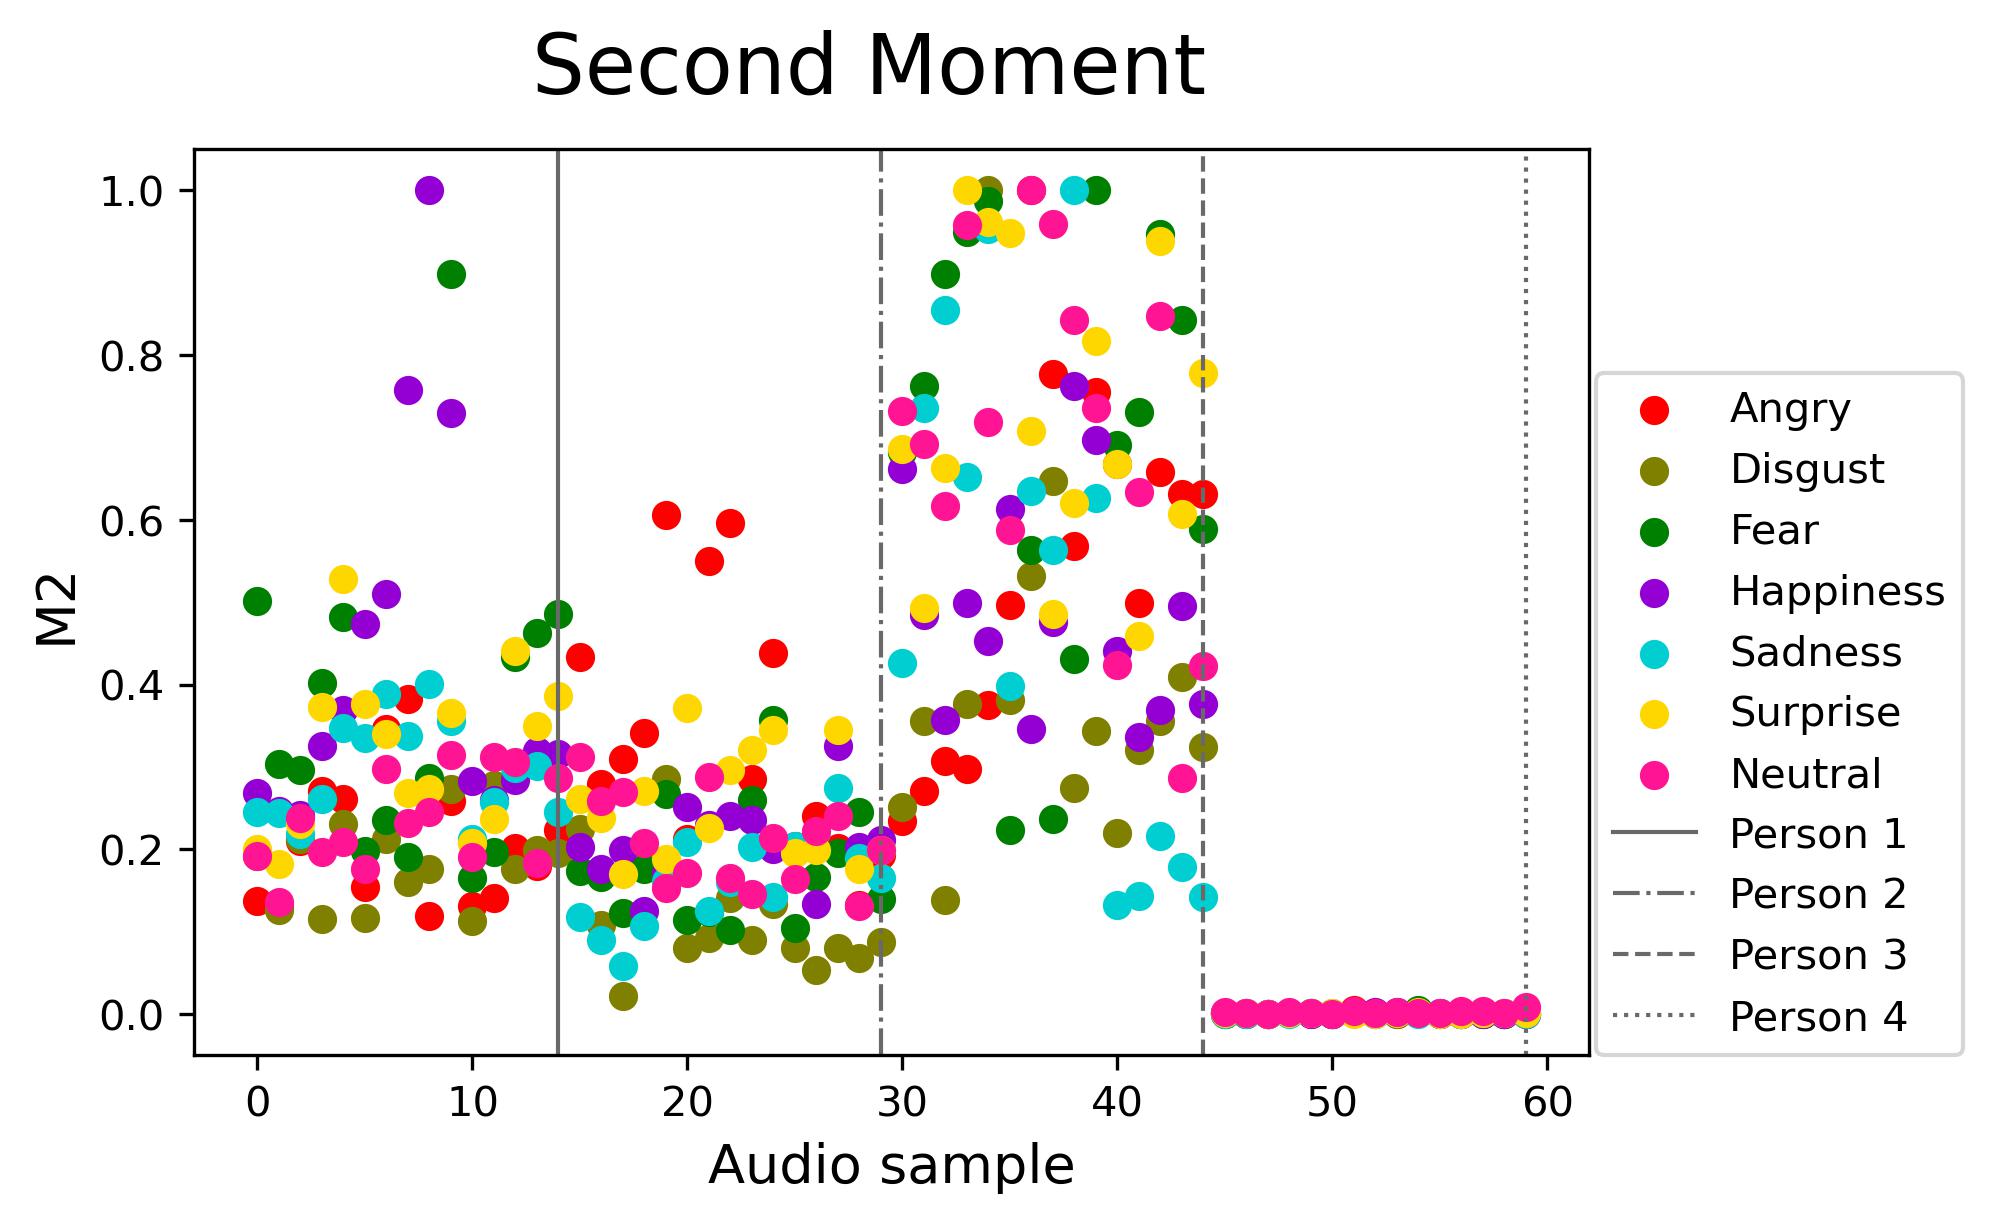 Second Moment
M2
1.0
0.8
0.6
0.4
0.2
0.0
0 10 20 30 40 50 60
Audio sample
Angry
Disgust
Fear
Happiness
Sadness
Surprise
Neutral
Person 1
Person 2
Person 3
Person 4